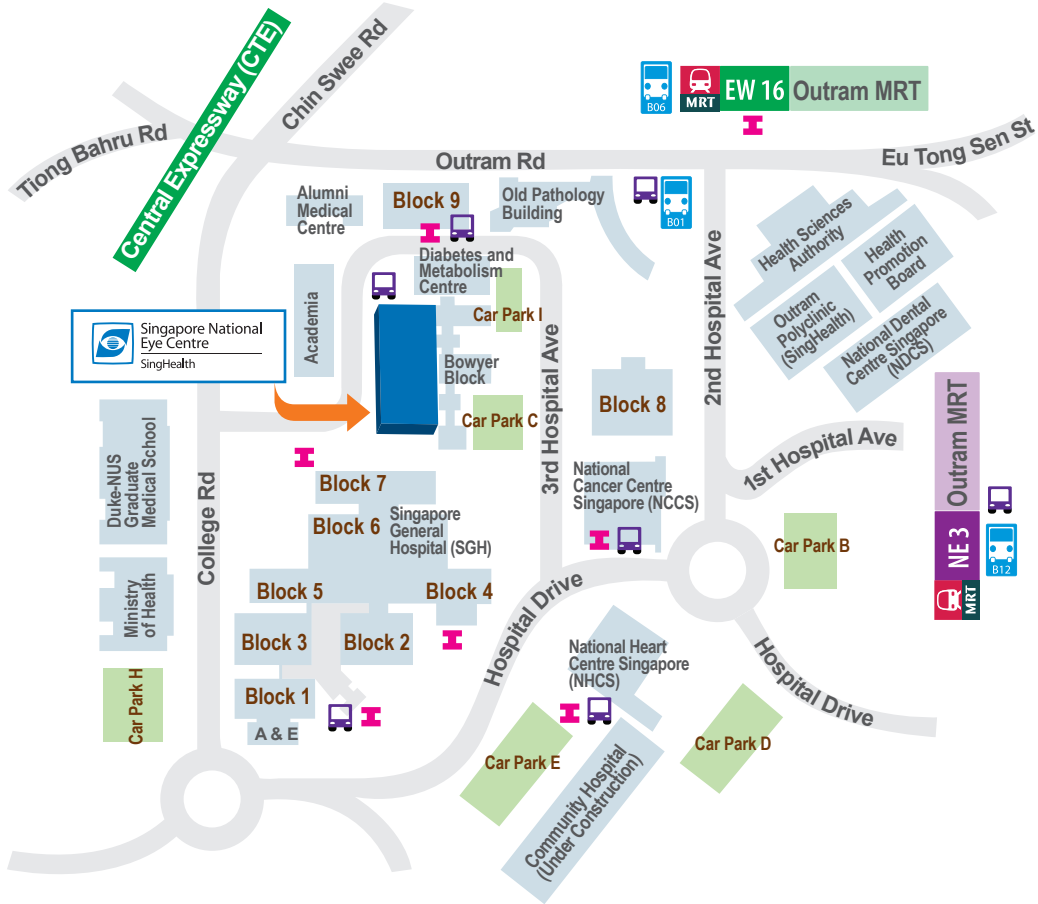 Central Expressway (CTE)
Chin Swee Rd
Tiong Bahru Rd
B06
MRT
EW 16
Outram MRT
Outram Rd
Eu Tong Sen St
Alumni
Medical
Centre
Block 9
Old Pathology
Building
B01
Health Sciences
Authority
Health
Promotion
Board
Outram
Polyclinic
(SingHealth)
National Dental
Centre Singapore
(NDCS)
Diabetes and
Metabolism
Centre
Car Park I
Academia
Singapore National
Eye Centre
SingHealth
Bowyer
Block
Car Park C
3rd Hospital Ave
2nd Hospital Ave
Block 8
1st Hospital Ave
Outram MRT
NE3
MRT
B12
Duke-NUS
Graduate
Medical School
College Rd
Block 7
Block 6
Singapore
General
Hospital (SGH)
National
Cancer Centre
Singapore (NCCS)
Car Park B
Ministry
of Health
Block 5
Block 4
Block 3
Block 2
Hospital Drive
National Heart
Centre Singapore
(NHCS)
Hospital Drive
Car Park H
Block 1
A & E
Car Park E
Car Park D
Community Hospital
(Under Construction)